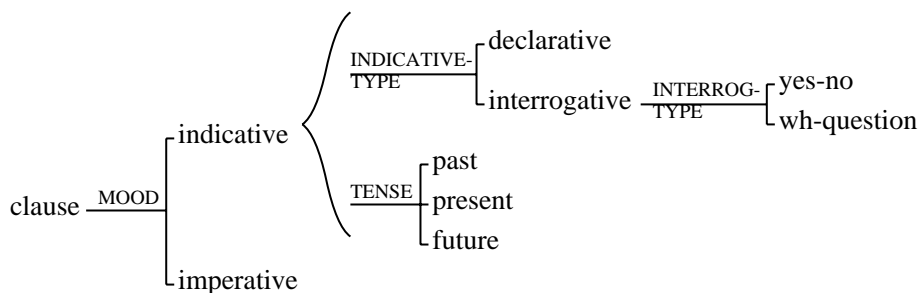 declarative
INDICATIVE-
TYPE
interrogative
INTERROG-
TYPE
yes-no
wh-question
indicative
past
TENSE
present
future
clause
MOOD
imperative